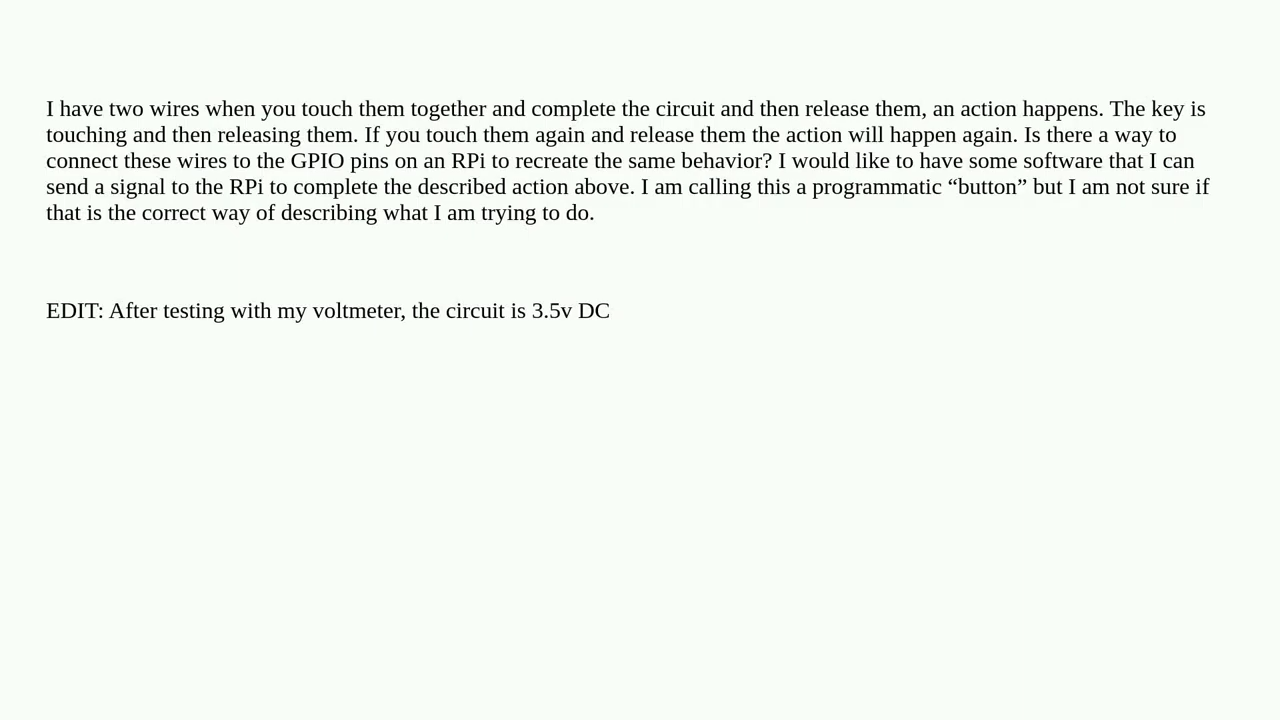 I have two wires when you touch them together and complete the circuit and then release them, an action happens. The key is
touching and then releasing them. If you touch them again and release them the action will happen again. Is there a way to
connect these wires to the GPIO pins on an RPi to recreate the same behavior? I would like to have some software that I can
send a signal to the RPi to complete the described action above. I am calling this a programmatic “button” but I am not sure if
that is the correct way of describing what I am trying to do.
EDIT: After testing with my voltmeter, the circuit is 3.5v DC